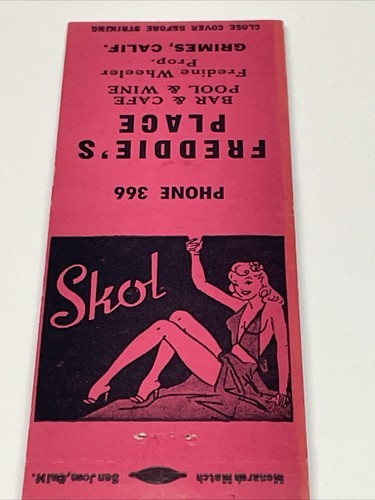 PHONE 366
FREDDIE'S
PLACE
BAR & CAFE
POOL & WINE
Fredine Wheeler
Prop.
GRIMES, CALIF.
CLOSE COVER BEFORE STRIKING
Skol
San Jose, Calif. Monarch Match